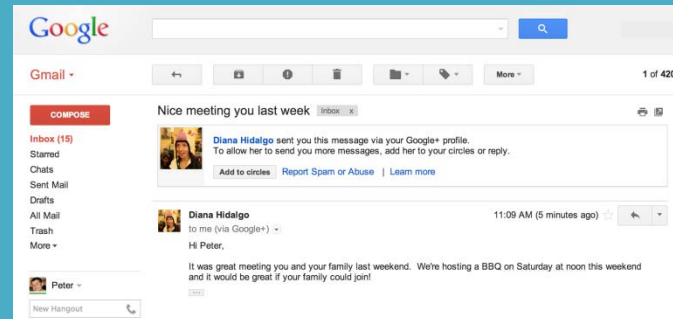 Google
Gmail
More
1 of 420
COMPOSE
Inbox (15)
Starred
Chats
Sent Mail
Drafts
All Mail
Trash
More
Peter
New Hangout
Nice meeting you last week Inbox x
Diana Hidalgo sent you this message via your Google+ profile.
To allow her to send you more messages, add her to your circles or reply.
Add to circles Report Spam or Abuse | Learn more
Diana Hidalgo 11:09 AM (5 minutes ago)
to me (via Google+)
Hi Peter,
It was great meeting you and your family last weekend. We're hosting a BBQ on Saturday at noon this weekend
and it would be great if your family could join!